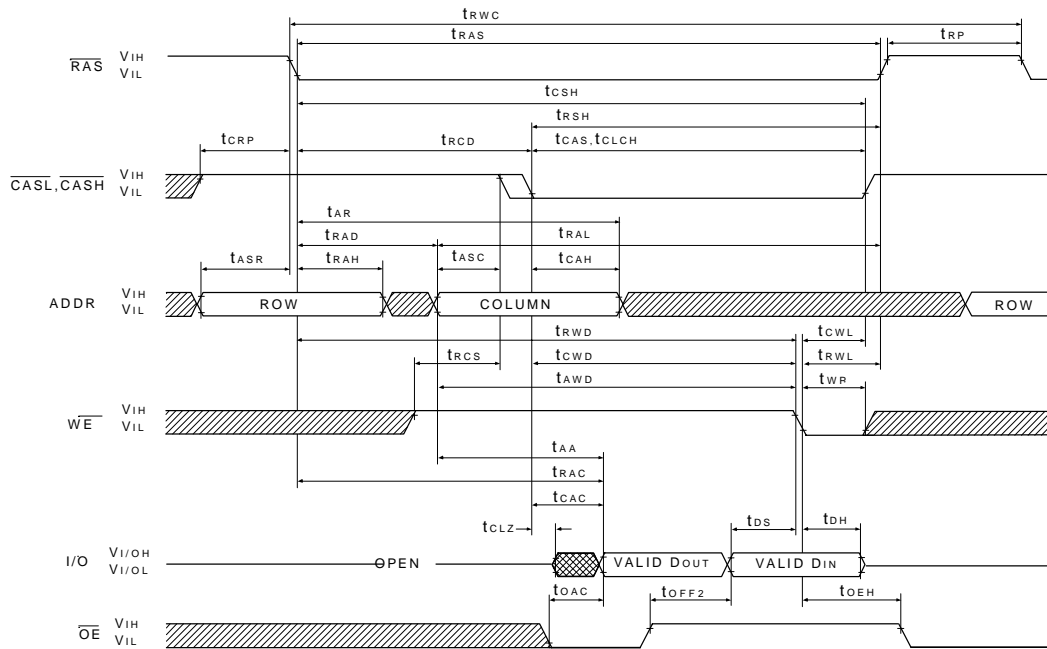 tRWC
tRAS tRP
RAS VIH
VIL
tCSH
tRSH
tCRP tRCD tCAS,tCLCH
CASL,CASH VIH
VIL
tAR
tRAD tRAL
tASR tRAH tASC tCAH
ADDR VIH
VIL
ROW COLUMN ROW
tRWD tCWL
tRCS tCWD tRWL
tAWD tWP
WE VIH
VIL
tAA
tRAC
tCAC
tCLZ tDS tDH
I/O VI/OH
VI/OL
OPEN VALID DOUT VALID DIN
tOAC tOFF2 tOEH
OE VIH
VIL